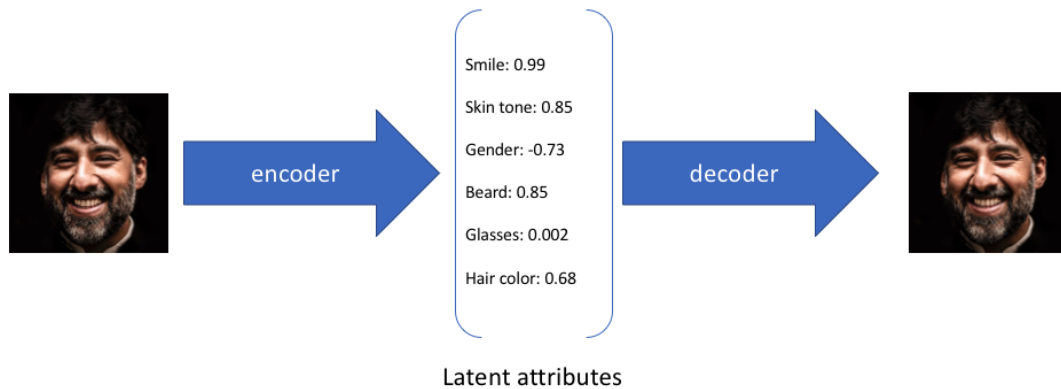 encoder
Smile: 0.99
Skin tone: 0.85
Gender: -0.73
Beard: 0.85
Glasses: 0.002
Hair color: 0.68
decoder
Latent attributes